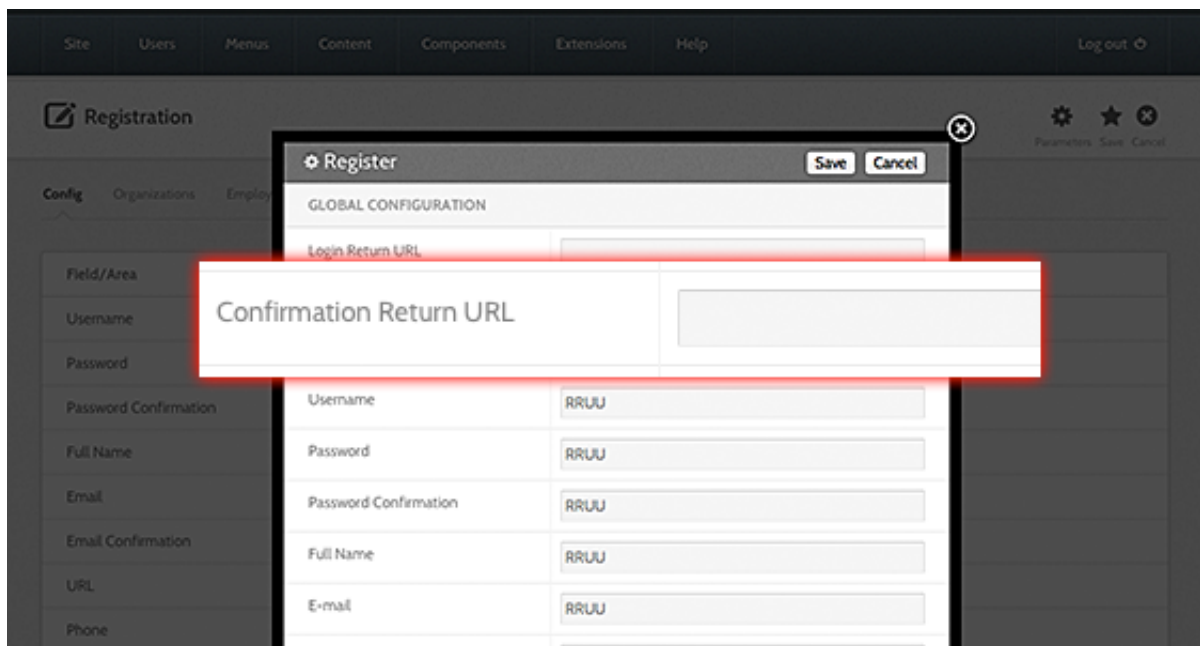 Site Users Menus Content Components Extensions Help Log out
Registration
Parameters Save Cancel
Config Organizations Employ
Register Save Cancel
GLOBAL CONFIGURATION
Login Return URL
Field/Area
Confirmation Return URL
Username
Password
Password Confirmation
Full Name
Email
Email Confirmation
URL
Phone
Username RRUU
Password RRUU
Password Confirmation RRUU
Full Name RRUU
E-mail RRUU